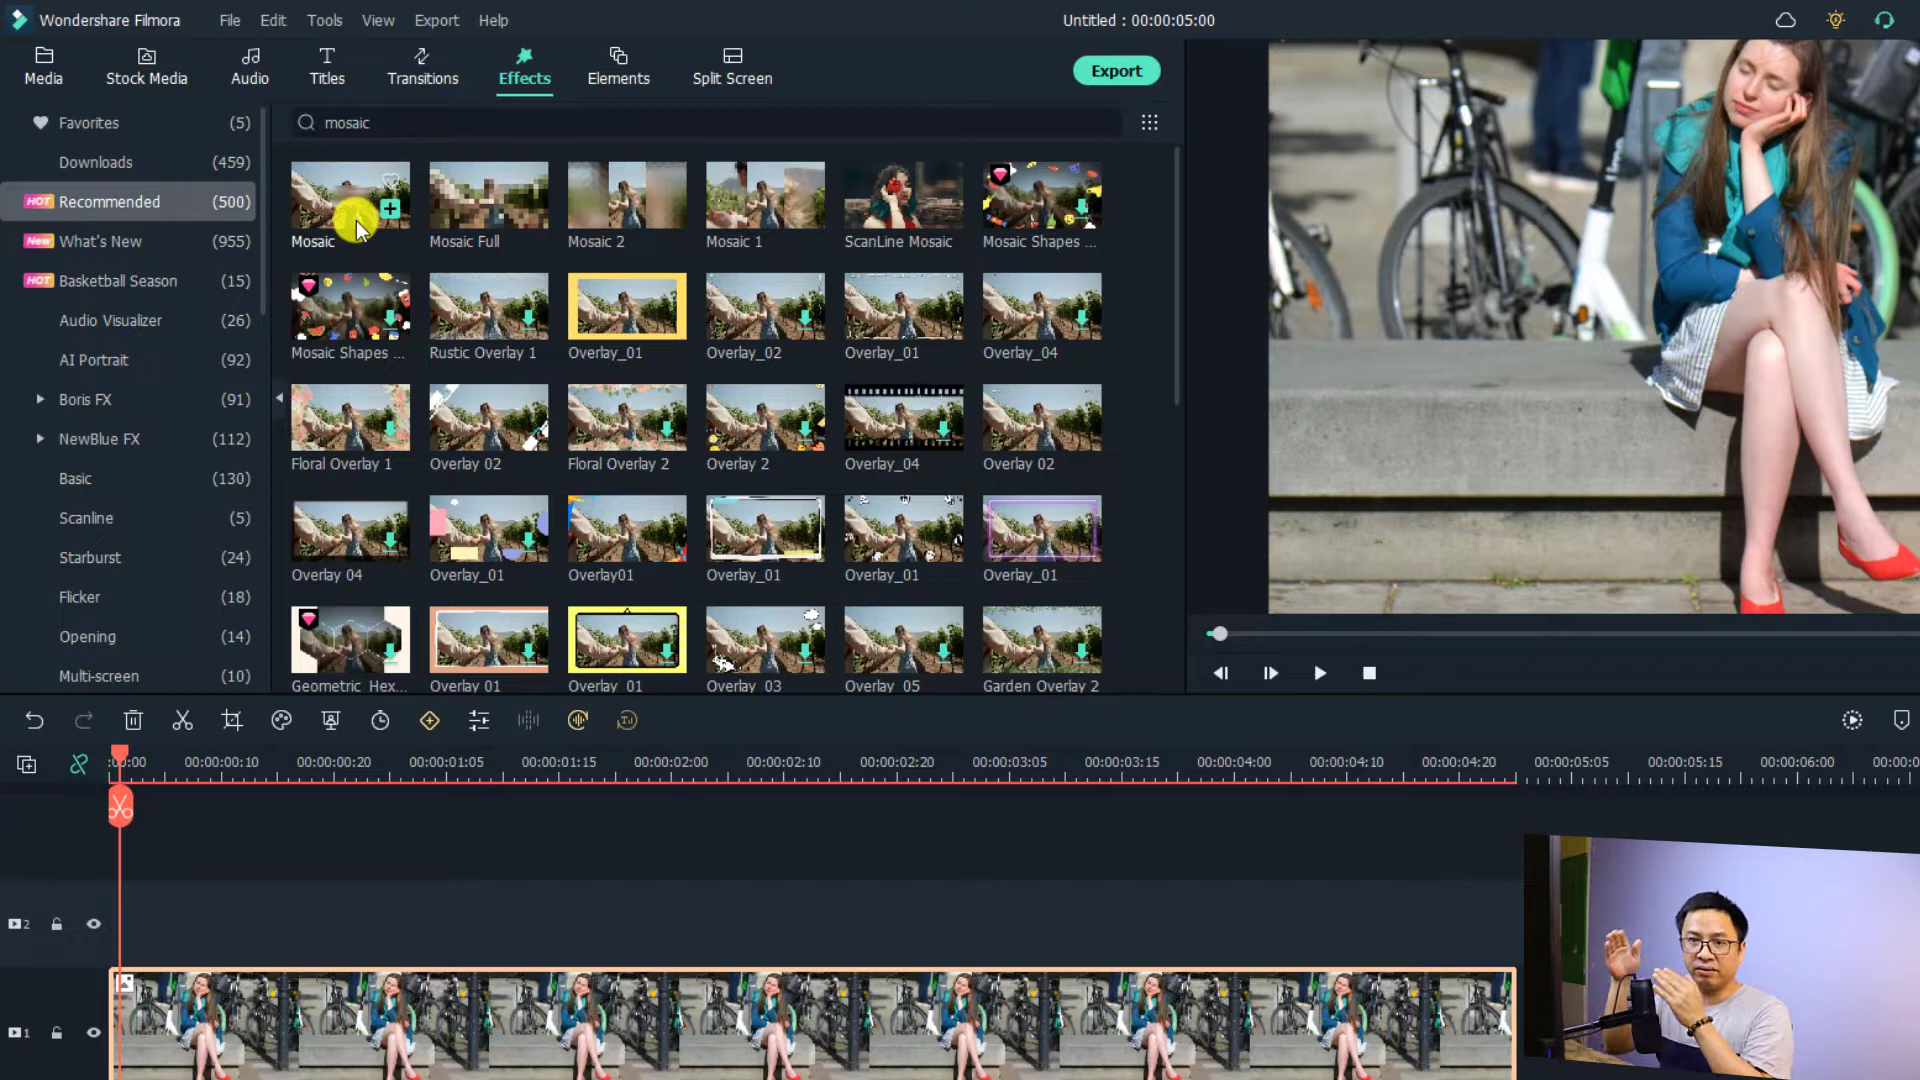 Wondershare Filmora File Edit Tools View Export Help Untitled : 00:00:05:00
Media Stock Media Audio Titles Transitions Effects Elements Split Screen Export
Favorites (5)
Downloads (459)
HOT Recommended (500)
New What's New (955)
HOT Basketball Season (15)
Audio Visualizer (26)
AI Portrait (92)
Boris FX (91)
NewBlue FX (112)
Basic (130)
Scanline (5)
Starburst (24)
Flicker (18)
Opening (14)
Multi-screen (10)
mosaic
Mosaic Mosaic Full Mosaic 2 Mosaic 1 ScanLine Mosaic Mosaic Shapes ...
Mosaic Shapes ... Rustic Overlay 1 Overlay_01 Overlay_02 Overlay_01 Overlay_04
Floral Overlay 1 Overlay 02 Floral Overlay 2 Overlay 2 Overlay_04 Overlay 02
Overlay 04 Overlay_01 Overlay01 Overlay_01 Overlay_01 Overlay_01
Geometric Hex... Overlay 01 Overlay 01 Overlay 03 Overlay 05 Garden Overlay 2
:00:00 00:00:00:10 00:00:00:20 00:00:01:05 00:00:01:15 00:00:02:00 00:00:02:10 00:00:02:20 00:00:03:05 00:00:03:15 00:00:04:00 00:00:04:10 00:00:04:20 00:00:05:05 00:00:05:15 00:00:06:00 00:00:0
2
1